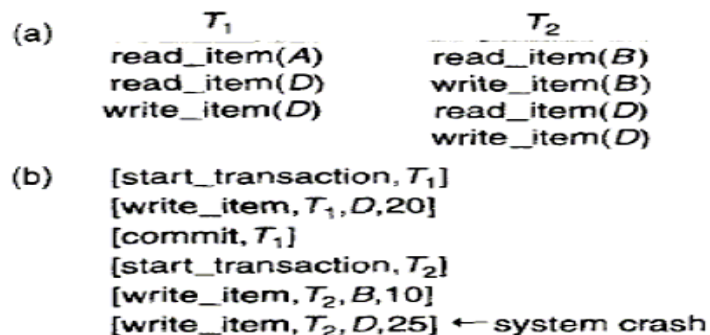 (a) T1 T2
read_item(A) read_item(B)
read_item(D) write_item(B)
write_item(D) read_item(D)
write_item(D)
(b) [start_transaction, T1]
[write_item, T1, D,20]
[commit, T1]
[start_transaction, T2]
[write_item, T2, B,10]
[write_item, T2, D,25] ← system crash